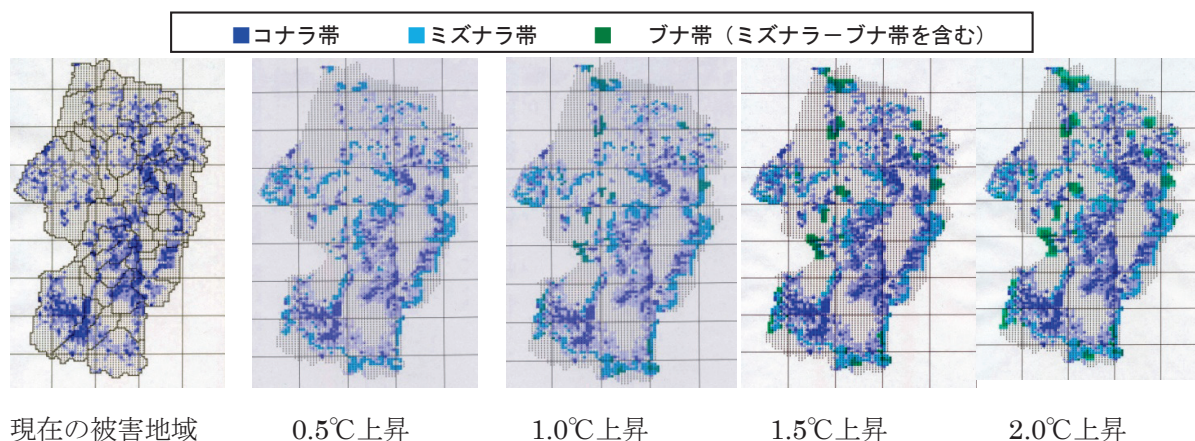 ■コナラ帯 ■ミズナラ帯 ■ ブナ帯（ミズナラ－ブナ帯を含む）
現在の被害地域 0.5℃上昇 1.0℃上昇 1.5℃上昇 2.0℃上昇